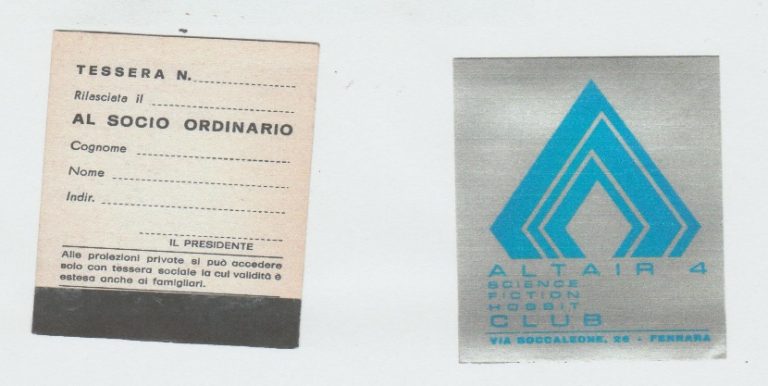 TESSERA N.
Rilasciata il
AL SOCIO ORDINARIO
Cognome
Nome
Indir.
IL PRESIDENTE
Alle proiezioni private si può accedere
solo con tessera sociale la cui validità è
estesa anche ai famigliari.
ALTAIR 4
SCIENCE
FICTION
HOBBIT
CLUB
VIA BOCCALEONE, 26 - FERRARA